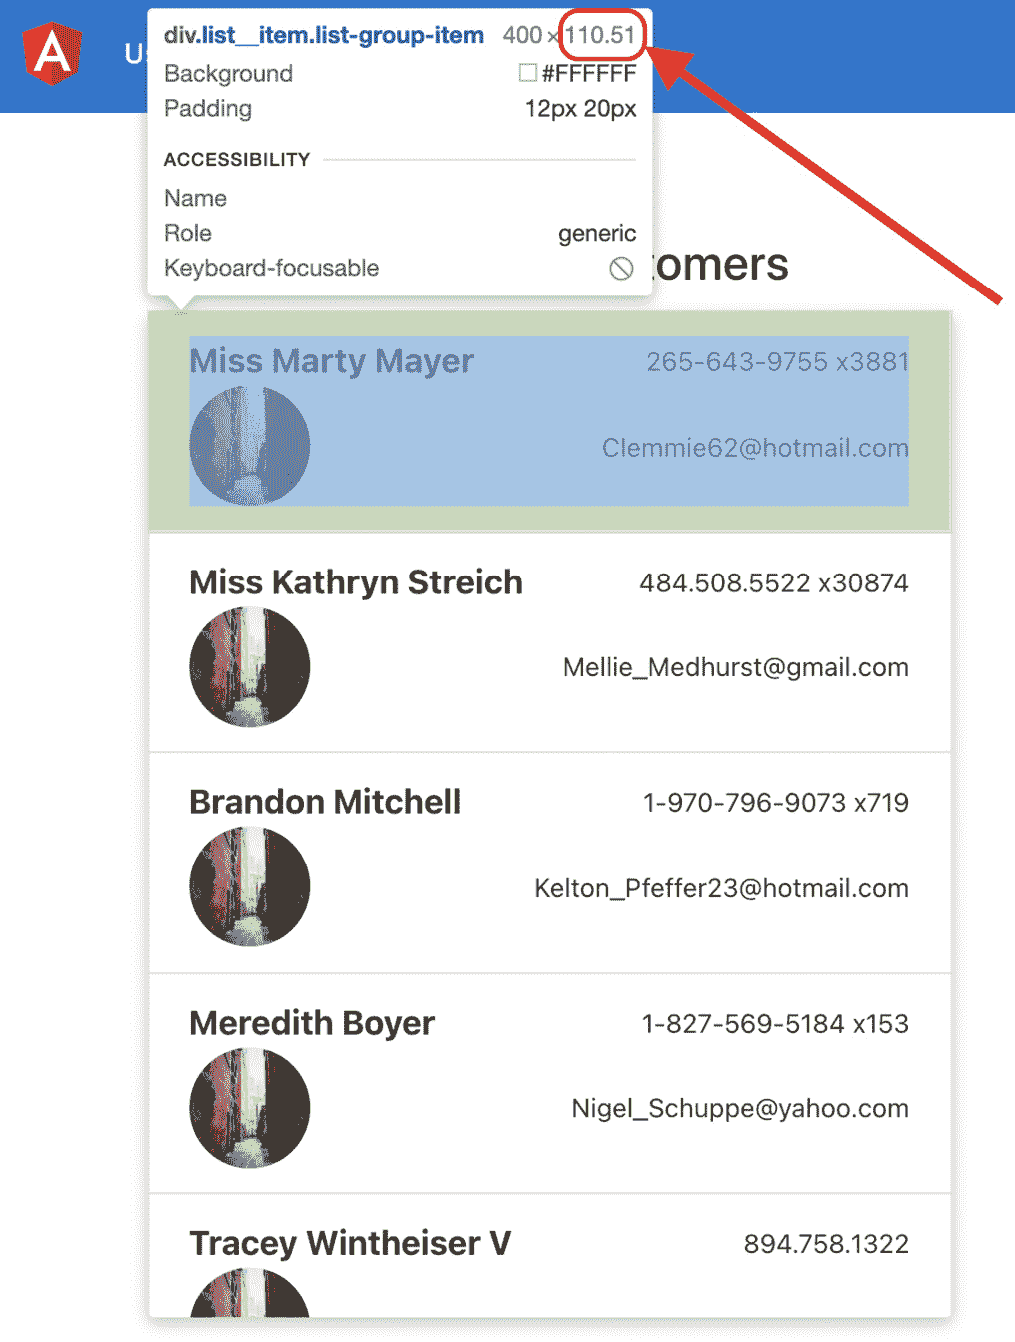 A
U
div.list__item.list-group-item 400 × 110.51
Background #FFFFFF
Padding 12px 20px
ACCESSIBILITY
Name
Role generic
Keyboard-focusable
tomers
Miss Marty Mayer 265-643-9755 x3881
Clemmie62@hotmail.com
Miss Kathryn Streich 484.508.5522 x30874
Mellie_Medhurst@gmail.com
Brandon Mitchell 1-970-796-9073 x719
Kelton_Pfeffer23@hotmail.com
Meredith Boyer 1-827-569-5184 x153
Nigel_Schuppe@yahoo.com
Tracey Wintheiser V 894.758.1322